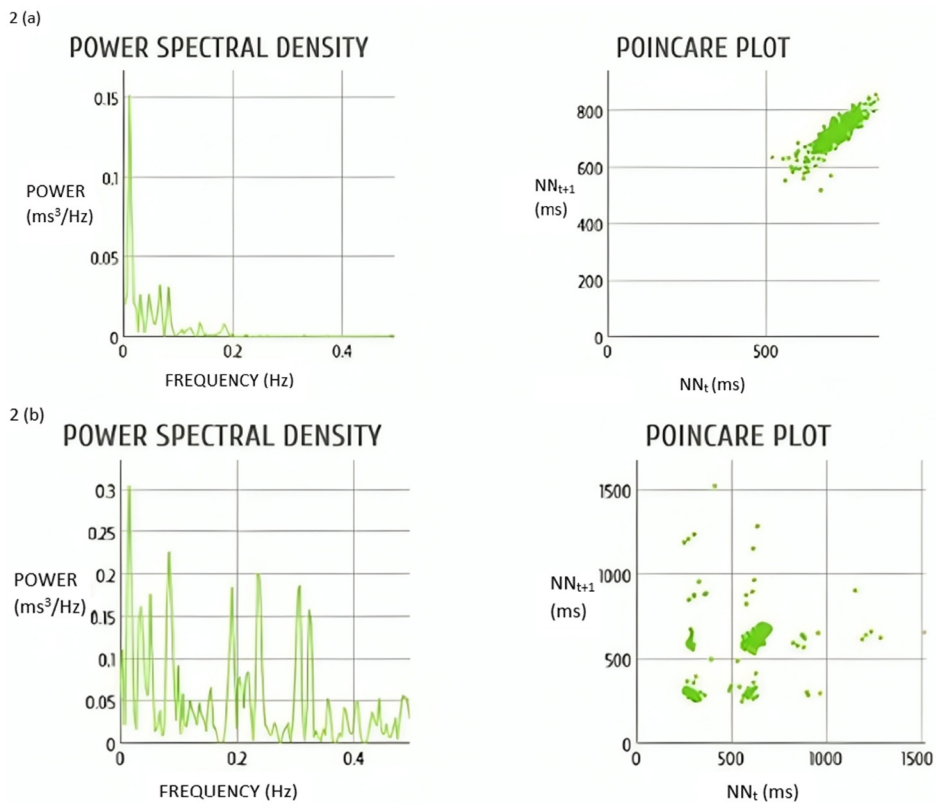 2 (a)
POWER SPECTRAL DENSITY
0.15
0.1
0.05
0
POWER
(ms³/Hz)
0
0.2
0.4
FREQUENCY (Hz)
POINCARE PLOT
800
600
400
200
0
NNt+1
(ms)
0
500
NNt (ms)
2 (b)
POWER SPECTRAL DENSITY
0.3
0.25
0.2
0.15
0.1
0.05
0
POWER
(ms³/Hz)
0
0.2
0.4
FREQUENCY (Hz)
POINCARE PLOT
1500
1000
500
0
NNt+1
(ms)
0
500
1000
1500
NNt (ms)